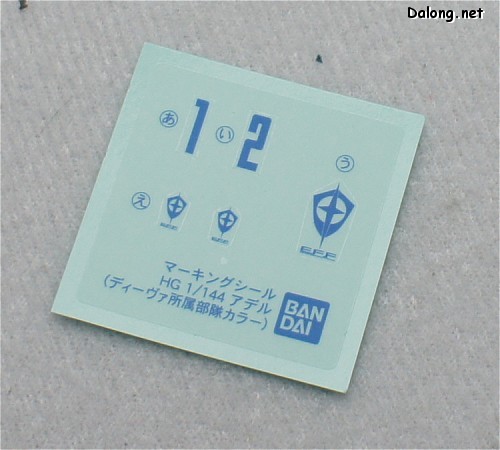 Dalong.net
あ 1 い 2 う
え
EFF
マーキングシール
HG 1/144 アデル
(ディーヴァ所属部隊カラー)
BAN
DAI